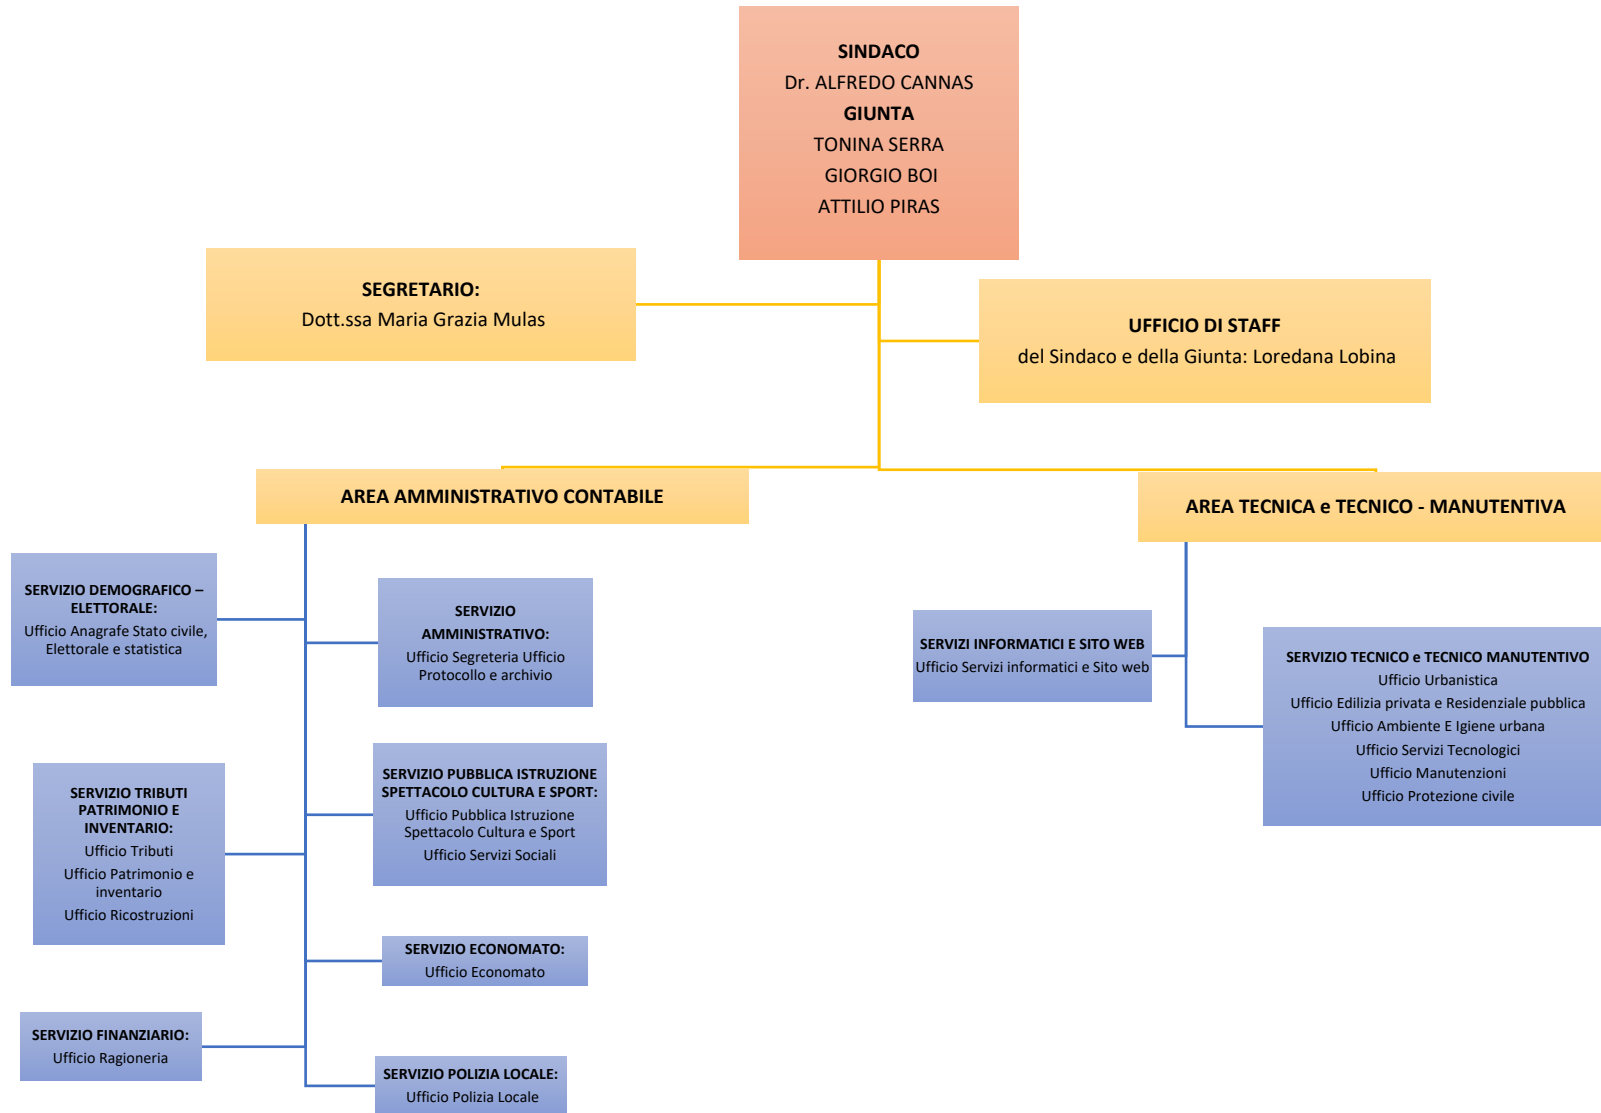 SINDACO
Dr. ALFREDO CANNAS
GIUNTA
TONINA SERRA
GIORGIO BOI
ATTILIO PIRAS
SEGRETARIO:
Dott.ssa Maria Grazia Mulas
UFFICIO DI STAFF
del Sindaco e della Giunta: Loredana Lobina
AREA AMMINISTRATIVO CONTABILE
AREA TECNICA e TECNICO - MANUTENTIVA
SERVIZIO DEMOGRAFICO –
ELETTORALE:
Ufficio Anagrafe Stato civile,
Elettorale e statistica
SERVIZIO
AMMINISTRATIVO:
Ufficio Segreteria Ufficio
Protocollo e archivio
SERVIZI INFORMATICI E SITO WEB
Ufficio Servizi informatici e Sito web
SERVIZIO TECNICO e TECNICO MANUTENTIVO
Ufficio Urbanistica
Ufficio Edilizia privata e Residenziale pubblica
Ufficio Ambiente E Igiene urbana
Ufficio Servizi Tecnologici
Ufficio Manutenzioni
Ufficio Protezione civile
SERVIZIO TRIBUTI
PATRIMONIO E
INVENTARIO:
Ufficio Tributi
Ufficio Patrimonio e
inventario
Ufficio Ricostruzioni
SERVIZIO PUBBLICA ISTRUZIONE
SPETTACOLO CULTURA E SPORT:
Ufficio Pubblica Istruzione
Spettacolo Cultura e Sport
Ufficio Servizi Sociali
SERVIZIO ECONOMATO:
Ufficio Economato
SERVIZIO FINANZIARIO:
Ufficio Ragioneria
SERVIZIO POLIZIA LOCALE:
Ufficio Polizia Locale